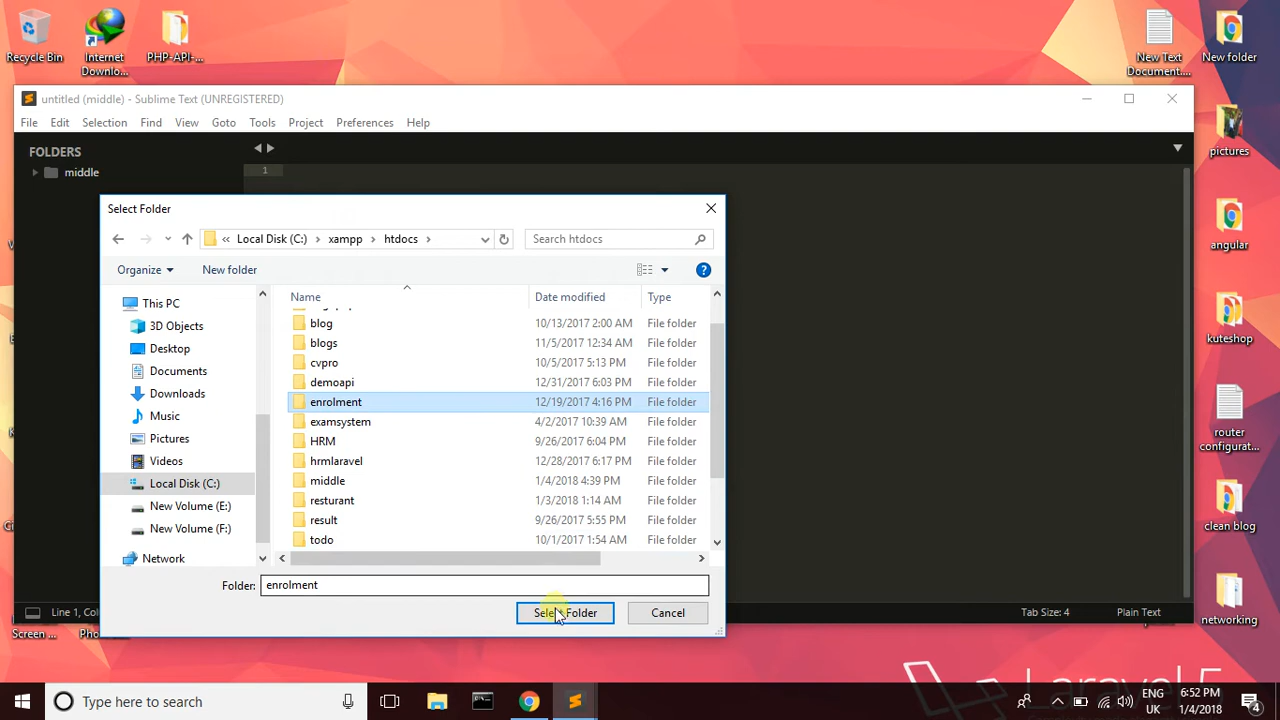 Recycle Bin
Internet
Downlo...
PHP-API-...
New Text
Document....
New folder
untitled (middle) - Sublime Text (UNREGISTERED)
File Edit Selection Find View Goto Tools Project Preferences Help
FOLDERS
middle
1
pictures
Select Folder
« Local Disk (C:) › xampp › htdocs ›
Search htdocs
Organize
New folder
?
Name Date modified Type
This PC
3D Objects
Desktop
Documents
Downloads
Music
Pictures
Videos
Local Disk (C:)
New Volume (E:)
New Volume (F:)
Network
blog 10/13/2017 2:00 AM File folder
blogs 11/5/2017 12:34 AM File folder
cvpro 10/5/2017 5:13 PM File folder
demoapi 12/31/2017 6:03 PM File folder
enrolment 12/19/2017 4:16 PM File folder
examsystem 4/2/2017 10:39 AM File folder
HRM 9/26/2017 6:04 PM File folder
hrmlaravel 12/28/2017 6:17 PM File folder
middle 1/4/2018 4:39 PM File folder
resturant 1/3/2018 1:14 AM File folder
result 9/26/2017 5:55 PM File folder
todo 10/1/2017 1:54 AM File folder
Folder: enrolment
Select Folder
Cancel
angular
kuteshop
router
configurat...
clean blog
networking
Line 1, Col
Tab Size: 4
Plain Text
Screen ...
Pho
Laravel 5
Type here to search
ENG
UK
6:52 PM
1/4/2018
4